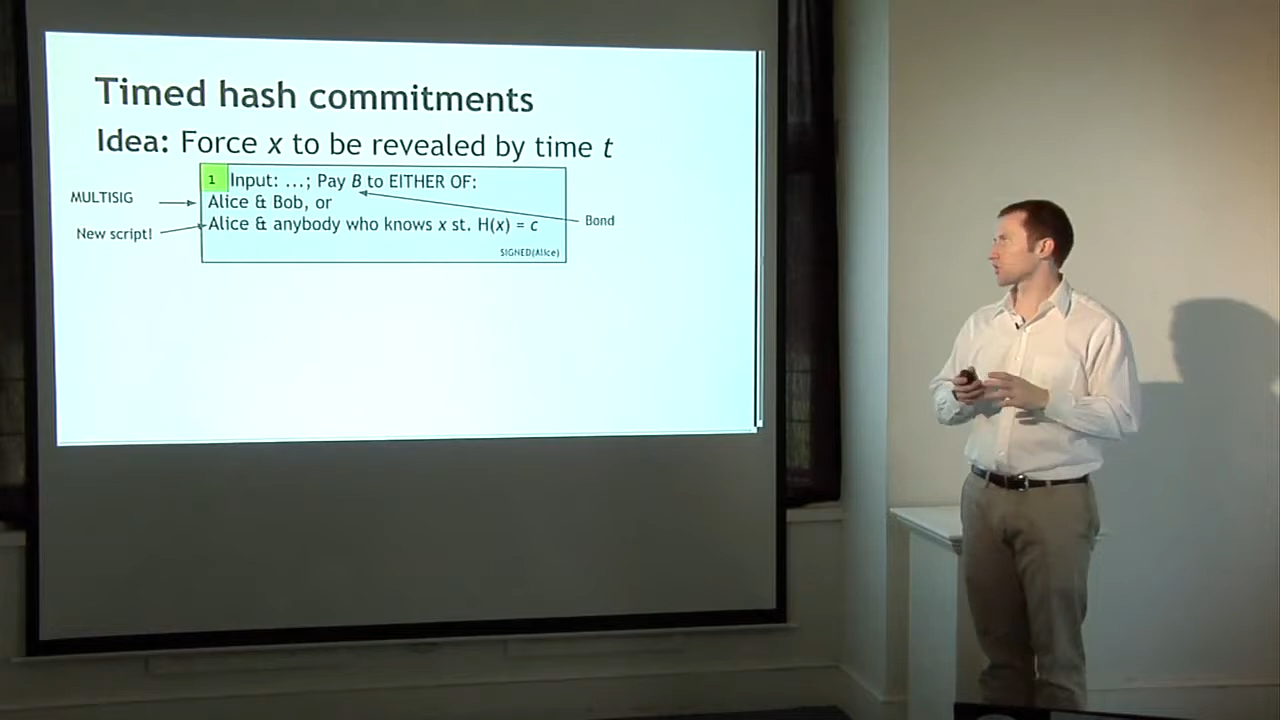 Timed hash commitments
Idea: Force x to be revealed by time t
1 Input: ...; Pay B to EITHER OF:
MULTISIG
Alice & Bob, or
New script!
Alice & anybody who knows x st. H(x) = c
Bond
SIGNED(Alice)